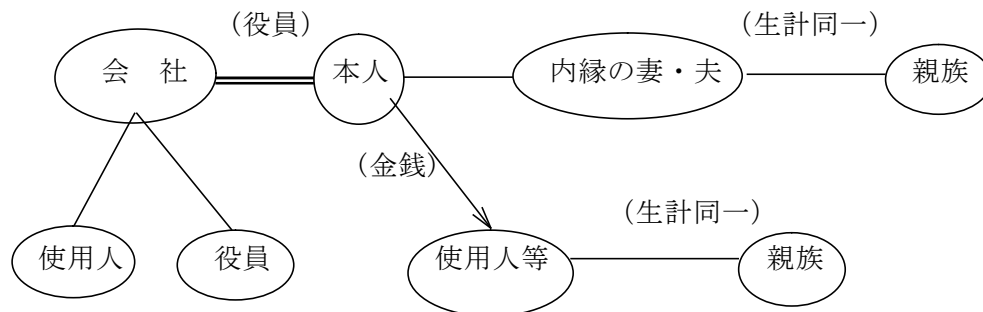 （役員）
（生計同一）
会　社
本人
内縁の妻・夫
親族
（金銭）
（生計同一）
使用人
役員
使用人等
親族